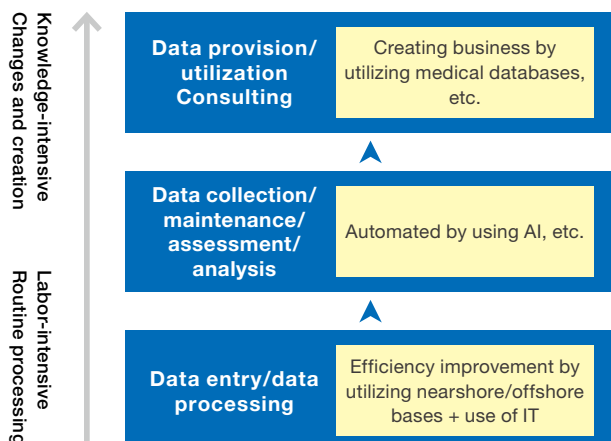 Knowledge-intensive
Changes and creation
Data provision/
utilization
Consulting
Creating business by
utilizing medical databases,
etc.
Data collection/
maintenance/
assessment/
analysis
Automated by using AI, etc.
Labor-intensive
Routine processing
Data entry/data
processing
Efficiency improvement by
utilizing nearshore/offshore
bases + use of IT